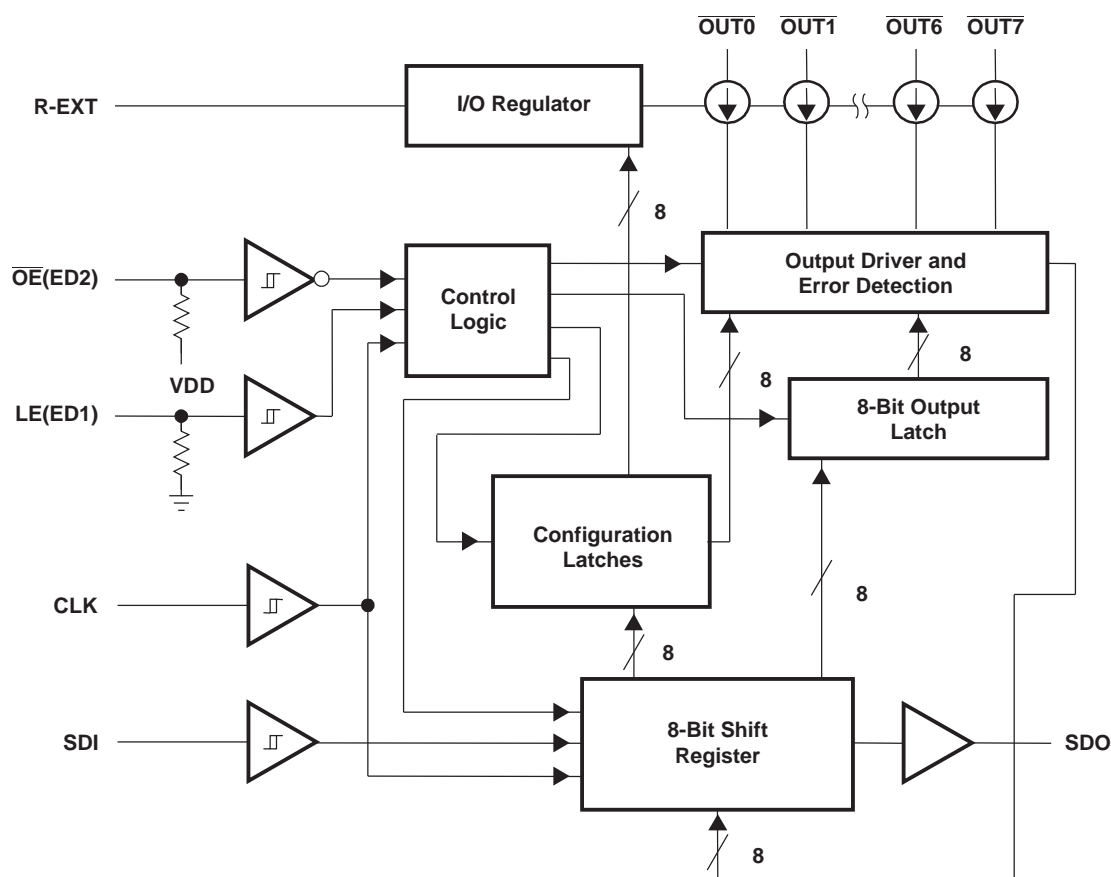 OUT0 OUT1 OUT6 OUT7
R-EXT
I/O Regulator
8
OE(ED2)
Control
Logic
Output Driver and
Error Detection
VDD
8
8
LE(ED1)
8-Bit Output
Latch
Configuration
Latches
CLK
8
8
SDI
8-Bit Shift
Register
SDO
8